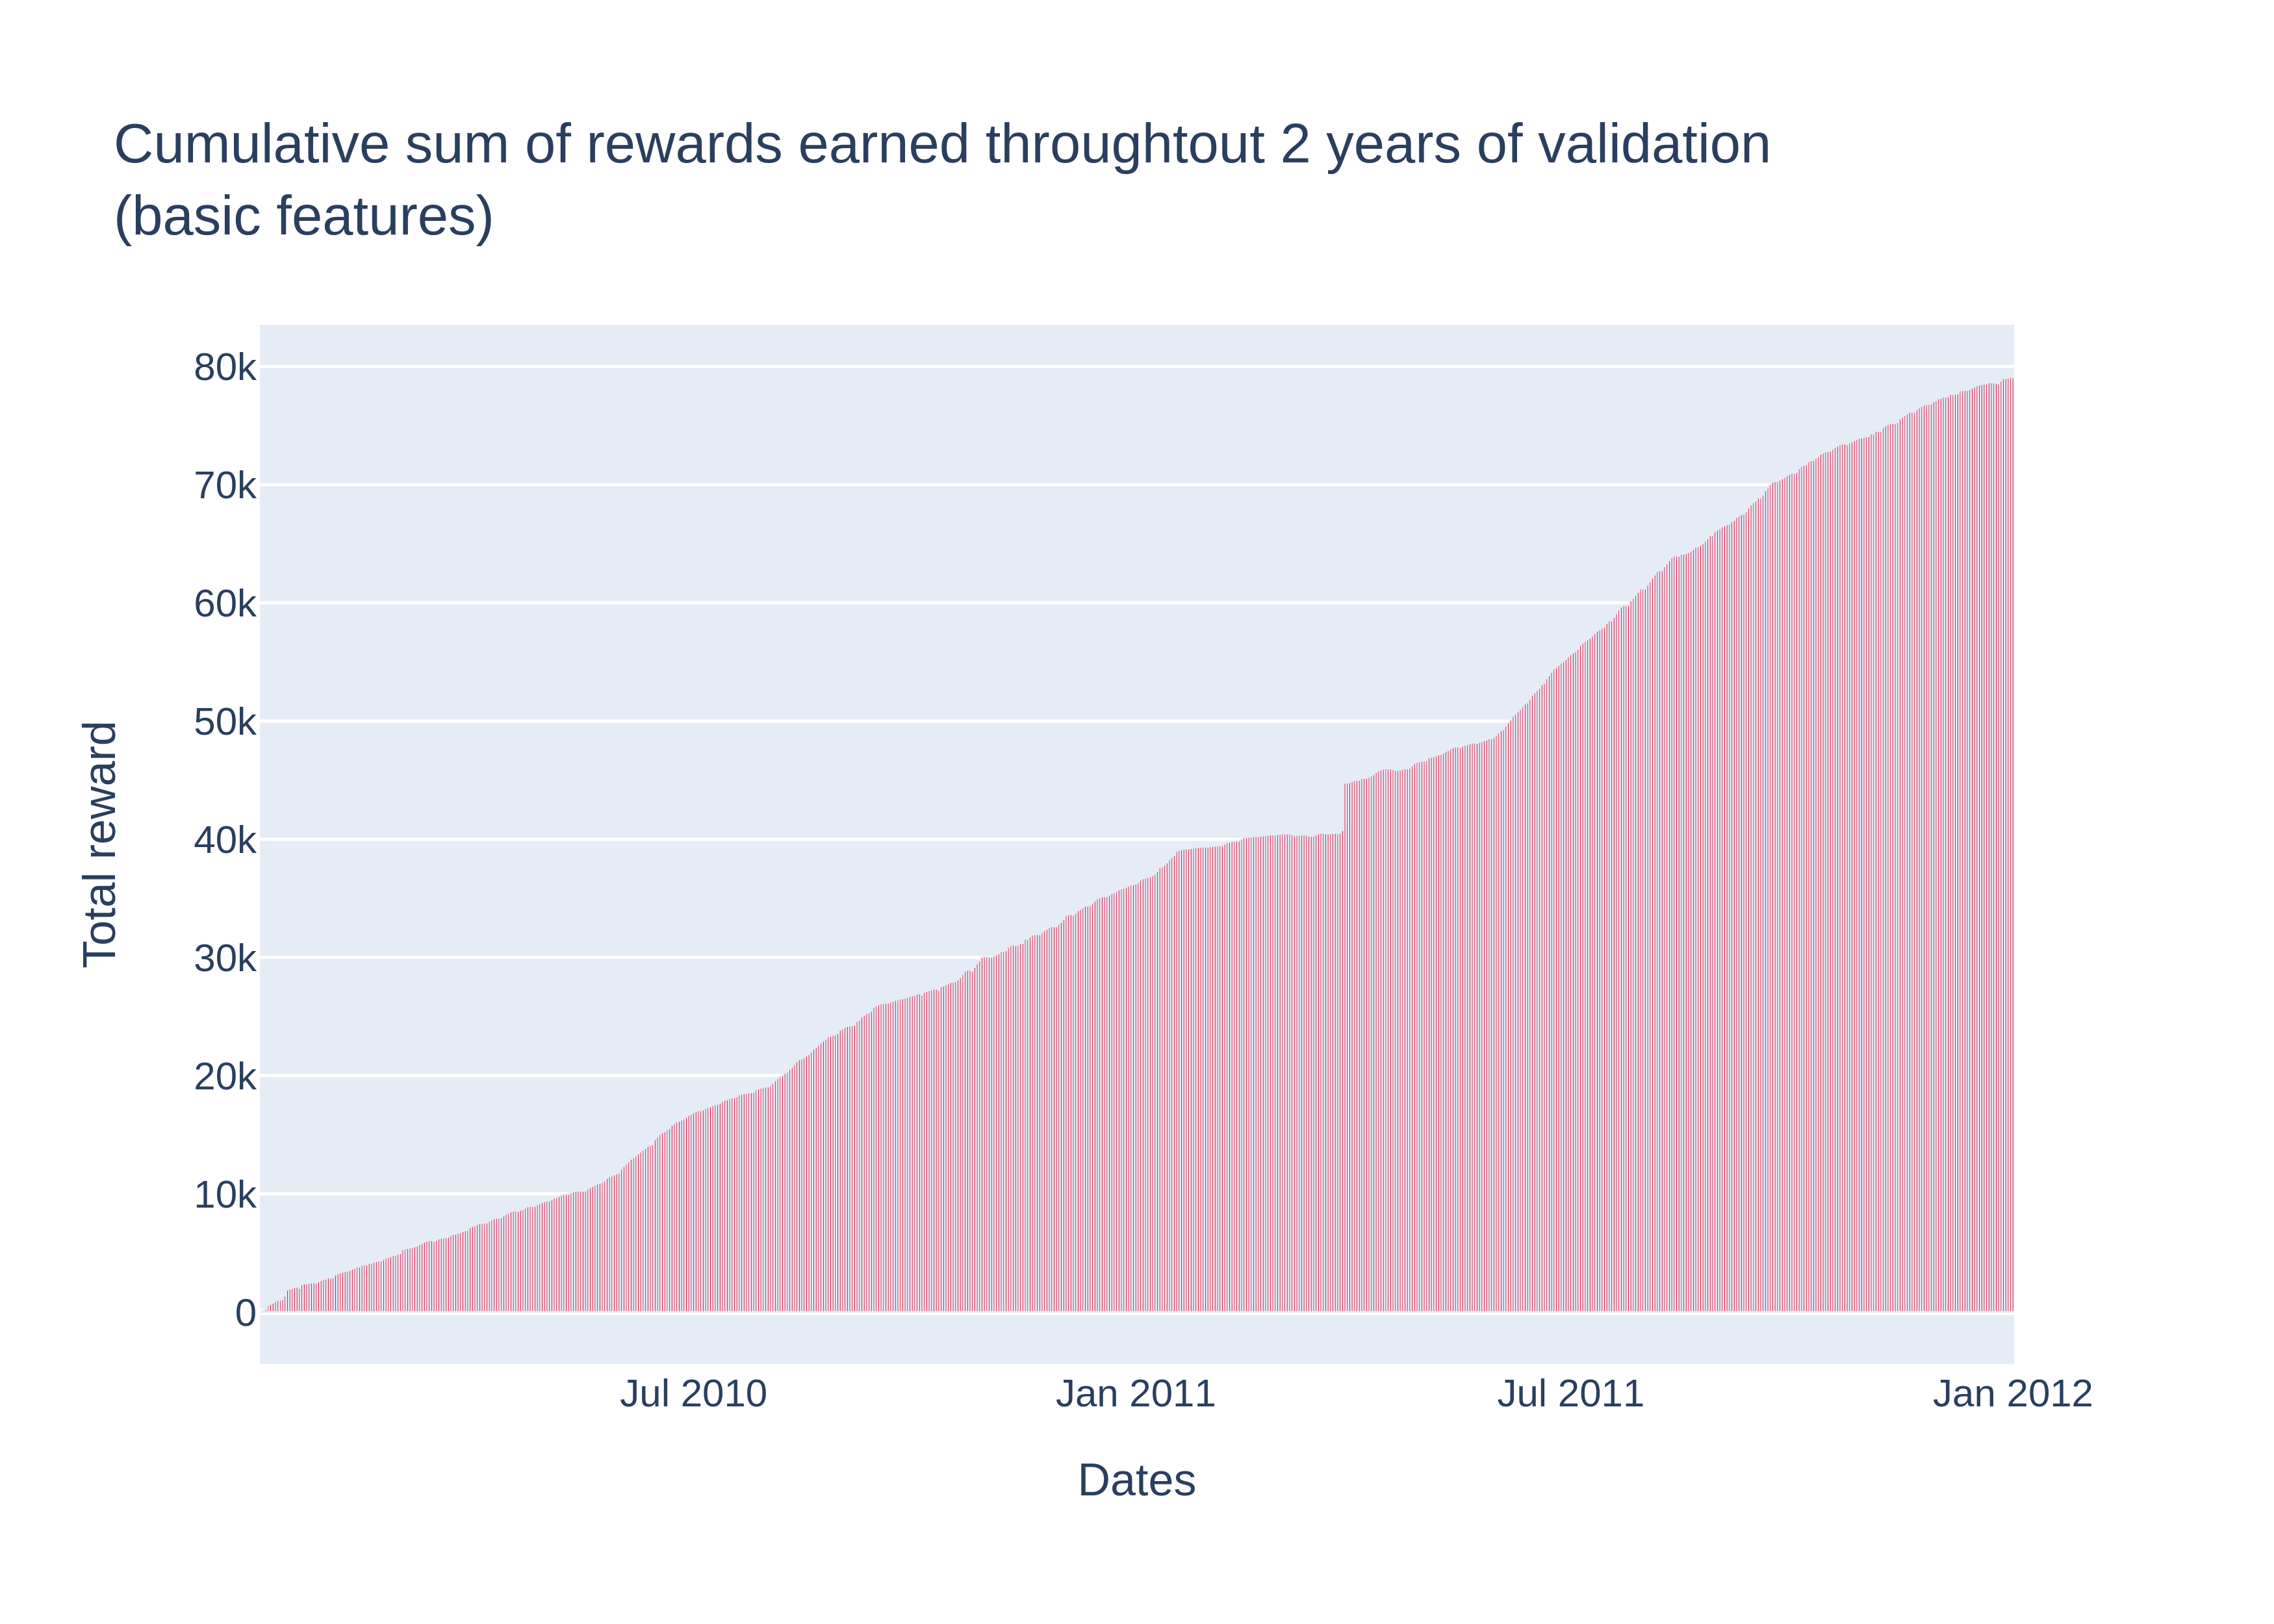 Cumulative sum of rewards earned throughtout 2 years of validation
(basic features)
80k
70k
60k
50k
40k
30k
20k
10k
0
Total reward
Jul 2010
Jan 2011
Jul 2011
Jan 2012
Dates